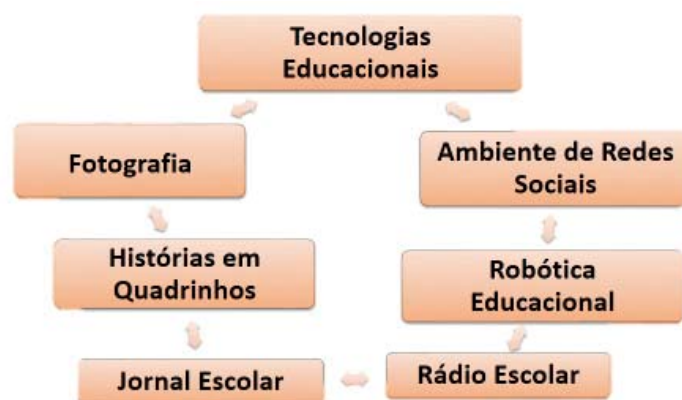 Tecnologias
Educacionais
Fotografia
Ambiente de Redes
Sociais
Histórias em
Quadrinhos
Robótica
Educacional
Jornal Escolar
Rádio Escolar